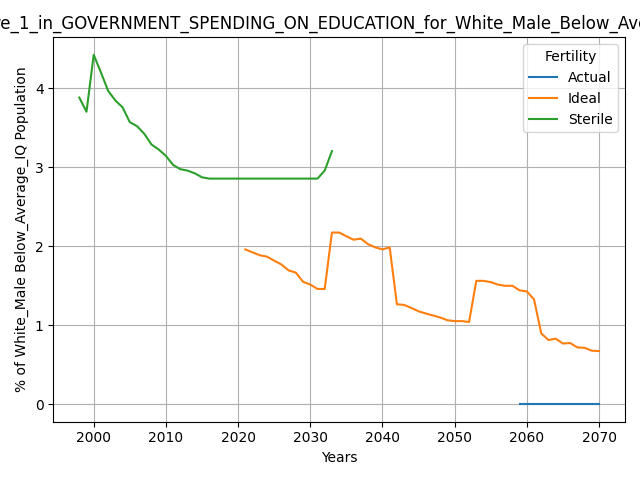 re_1_in_GOVERNMENT_SPENDING_ON_EDUCATION_for_White_Male_Below_Ave
% of White_Male Below_Average_IQ Population
4
3
2
1
0
Fertility
Actual
Ideal
Sterile
2000 2010 2020 2030 2040 2050 2060 2070
Years